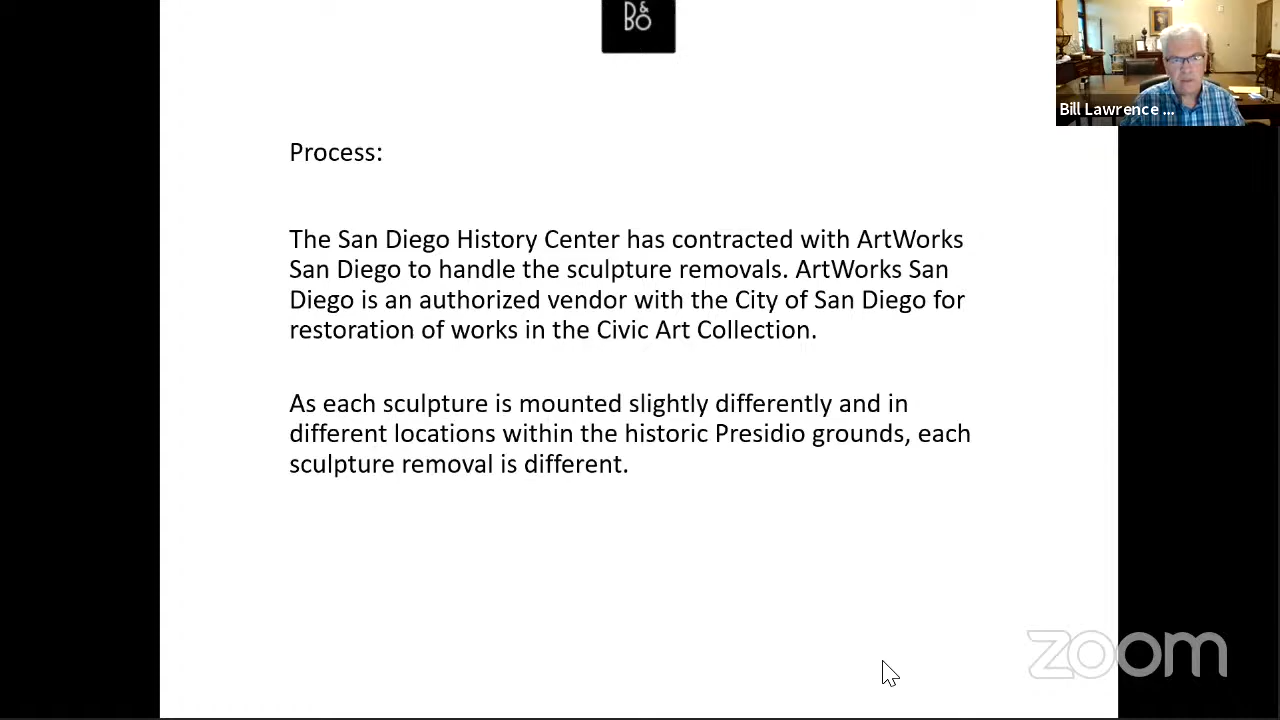 B&O
Bill Lawrence ...
Process:
The San Diego History Center has contracted with ArtWorks
San Diego to handle the sculpture removals. ArtWorks San
Diego is an authorized vendor with the City of San Diego for
restoration of works in the Civic Art Collection.
As each sculpture is mounted slightly differently and in
different locations within the historic Presidio grounds, each
sculpture removal is different.
zoom